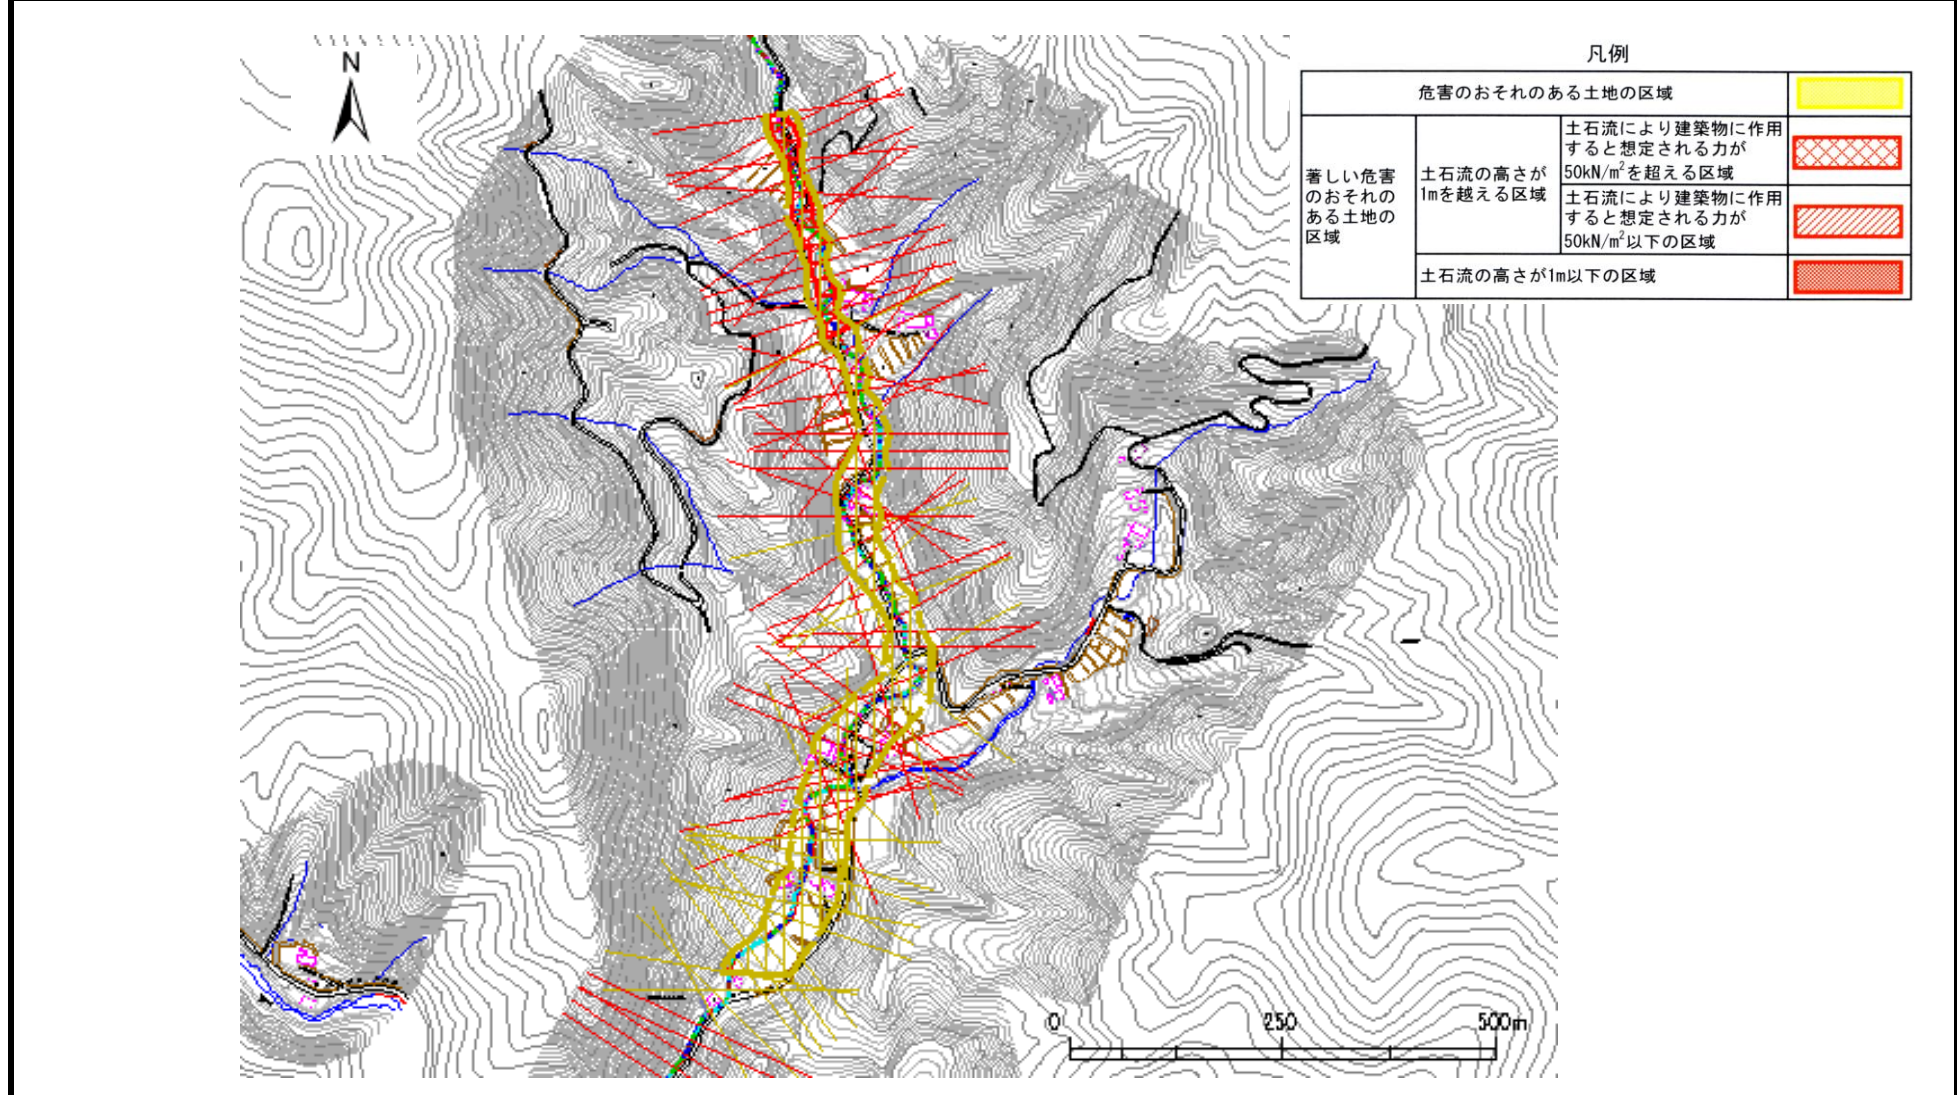 N
凡例
危害のおそれのある土地の区域
著しい危害
のおそれの
ある土地の
区域
土石流の高さが
1mを越える区域
土石流により建築物に作用
すると想定される力が
50kN/m²を超える区域
土石流により建築物に作用
すると想定される力が
50kN/m²以下の区域
土石流の高さが1m以下の区域
0 250 500m